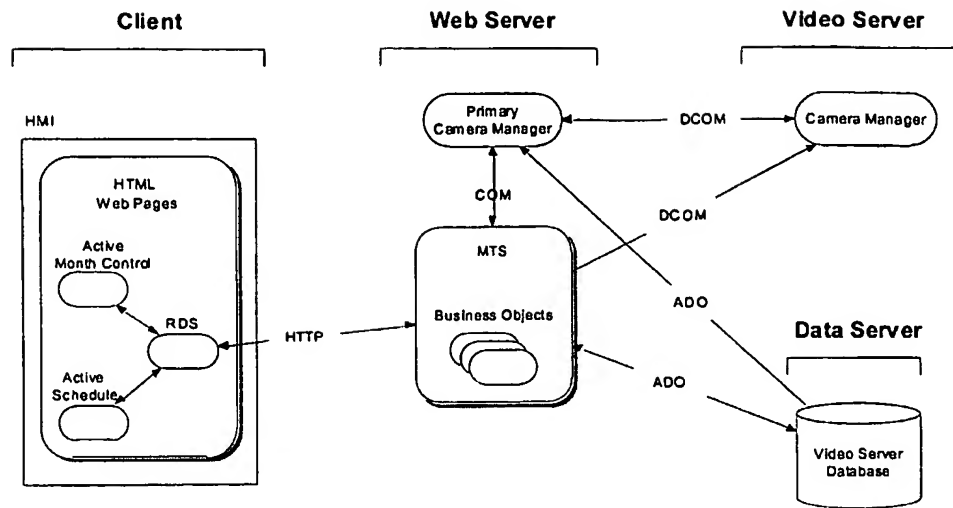 Client
Web Server
Video Server
HMI
HTML
Web Pages
Active
Month Control
RDS
Active
Schedule
HTTP
Primary
Camera Manager
COM
MTS
Business Objects
DCOM
Camera Manager
DCOM
ADO
ADO
Data Server
Video Server
Database